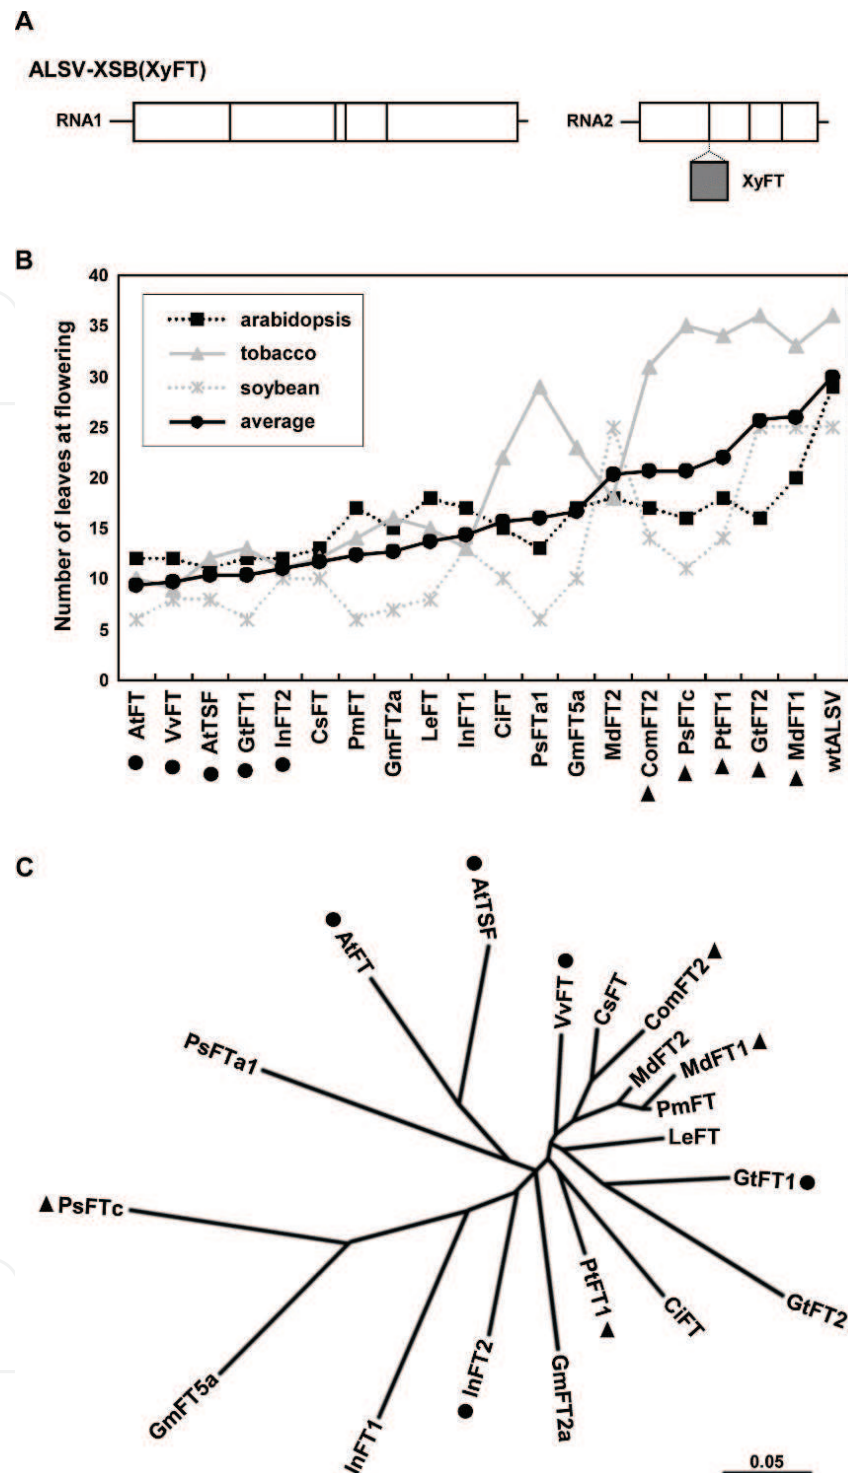 A
ALSV-XSB(XyFT)
RNA1
RNA2
XyFT
B
Number of leaves at flowering
40
35
30
25
20
15
10
5
0
arabidopsis
tobacco
soybean
average
AtFT
VvFT
AtTSF
GtFT1
InFT2
CsFT
PmFT
GmFT2a
LeFT
InFT1
CiFT
PsFTa1
GmFT5a
MdFT2
ComFT2
PsFTc
PtFT1
GtFT2
MdFT1
wtALSV
C
AtTSF
AtFT
VvFT
CsFT
ComFT2
MdFT2
MdFT1
PsFTa1
PmFT
LeFT
GtFT1
PsFTc
PtFT1
CiFT
GtFT2
InFT2
GmFT2a
GmFT5a
InFT1
0.05